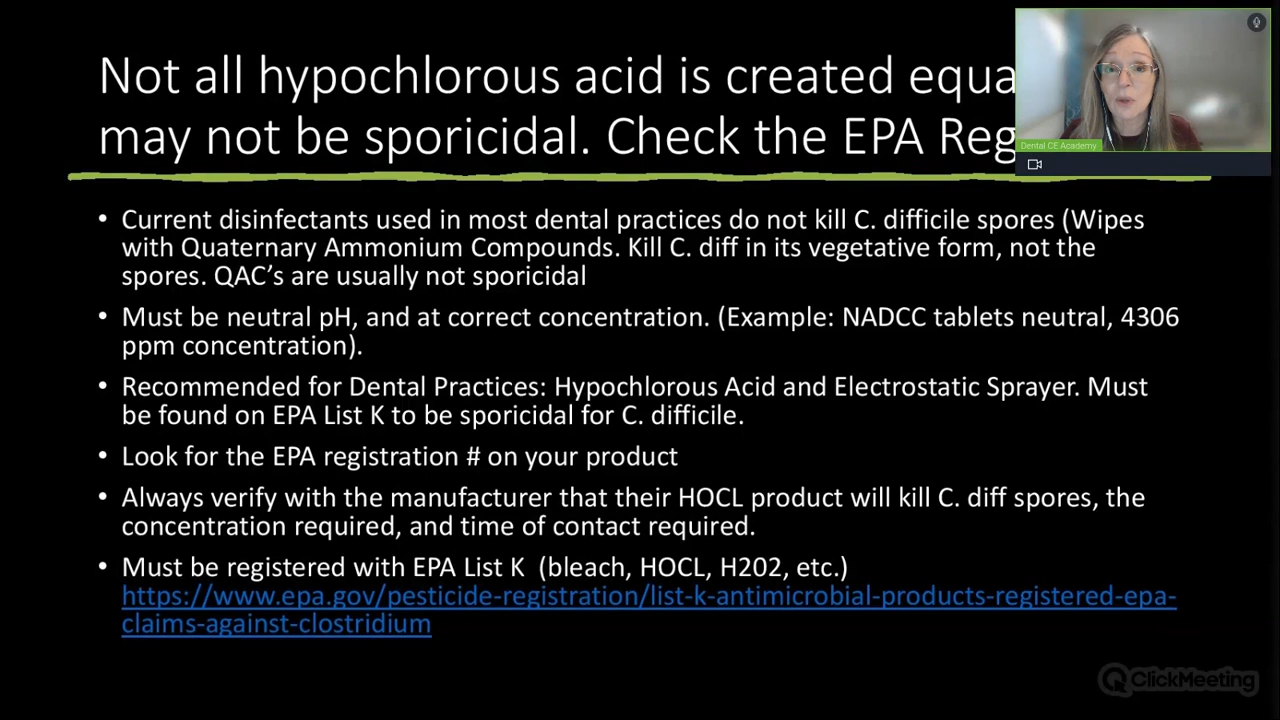 Not all hypochlorous acid is created equa
may not be sporicidal. Check the EPA Reg
Dental CE Academy
• Current disinfectants used in most dental practices do not kill C. difficile spores (Wipes
with Quaternary Ammonium Compounds. Kill C. diff in its vegetative form, not the
spores. QAC’s are usually not sporicidal
• Must be neutral pH, and at correct concentration. (Example: NADCC tablets neutral, 4306
ppm concentration).
• Recommended for Dental Practices: Hypochlorous Acid and Electrostatic Sprayer. Must
be found on EPA List K to be sporicidal for C. difficile.
• Look for the EPA registration # on your product
• Always verify with the manufacturer that their HOCL product will kill C. diff spores, the
concentration required, and time of contact required.
• Must be registered with EPA List K  (bleach, HOCL, H202, etc.)
https://www.epa.gov/pesticide-registration/list-k-antimicrobial-products-registered-epa-
claims-against-clostridium
ClickMeeting